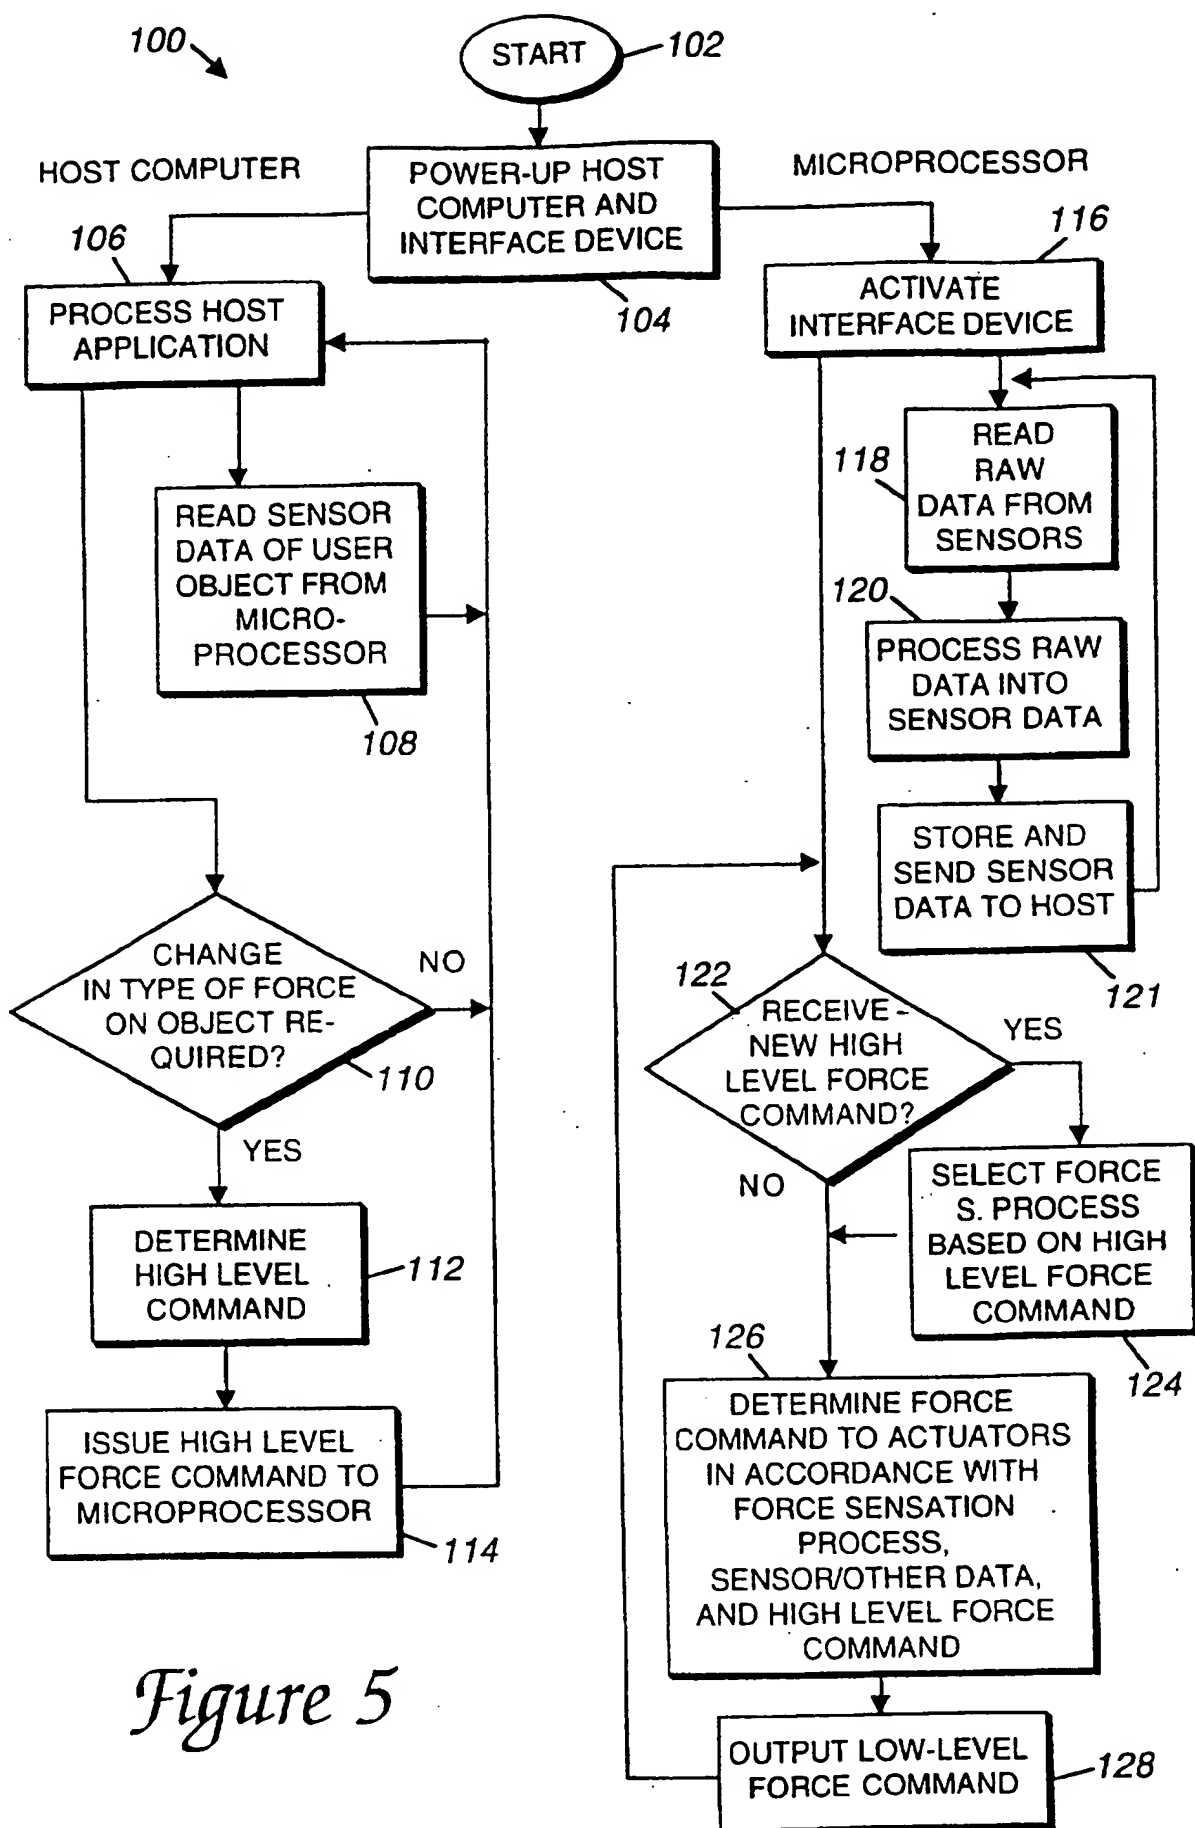 100
START
102
HOST COMPUTER
POWER-UP HOST
COMPUTER AND
INTERFACE DEVICE
104
MICROPROCESSOR
106
PROCESS HOST
APPLICATION
READ SENSOR
DATA OF USER
OBJECT FROM
MICRO-
PROCESSOR
108
CHANGE
IN TYPE OF FORCE
ON OBJECT RE-
QUIRED?
NO
110
YES
DETERMINE
HIGH LEVEL
COMMAND
112
ISSUE HIGH LEVEL
FORCE COMMAND TO
MICROPROCESSOR
114
116
ACTIVATE
INTERFACE DEVICE
118
READ
RAW
DATA FROM
SENSORS
120
PROCESS RAW
DATA INTO
SENSOR DATA
STORE AND
SEND SENSOR
DATA TO HOST
121
122
RECEIVE -
NEW HIGH
LEVEL FORCE
COMMAND?
YES
NO
SELECT FORCE
S. PROCESS
BASED ON HIGH
LEVEL FORCE
COMMAND
124
126
DETERMINE FORCE
COMMAND TO ACTUATORS
IN ACCORDANCE WITH
FORCE SENSATION
PROCESS,
SENSOR/OTHER DATA,
AND HIGH LEVEL FORCE
COMMAND
OUTPUT LOW-LEVEL
FORCE COMMAND
128
Figure 5